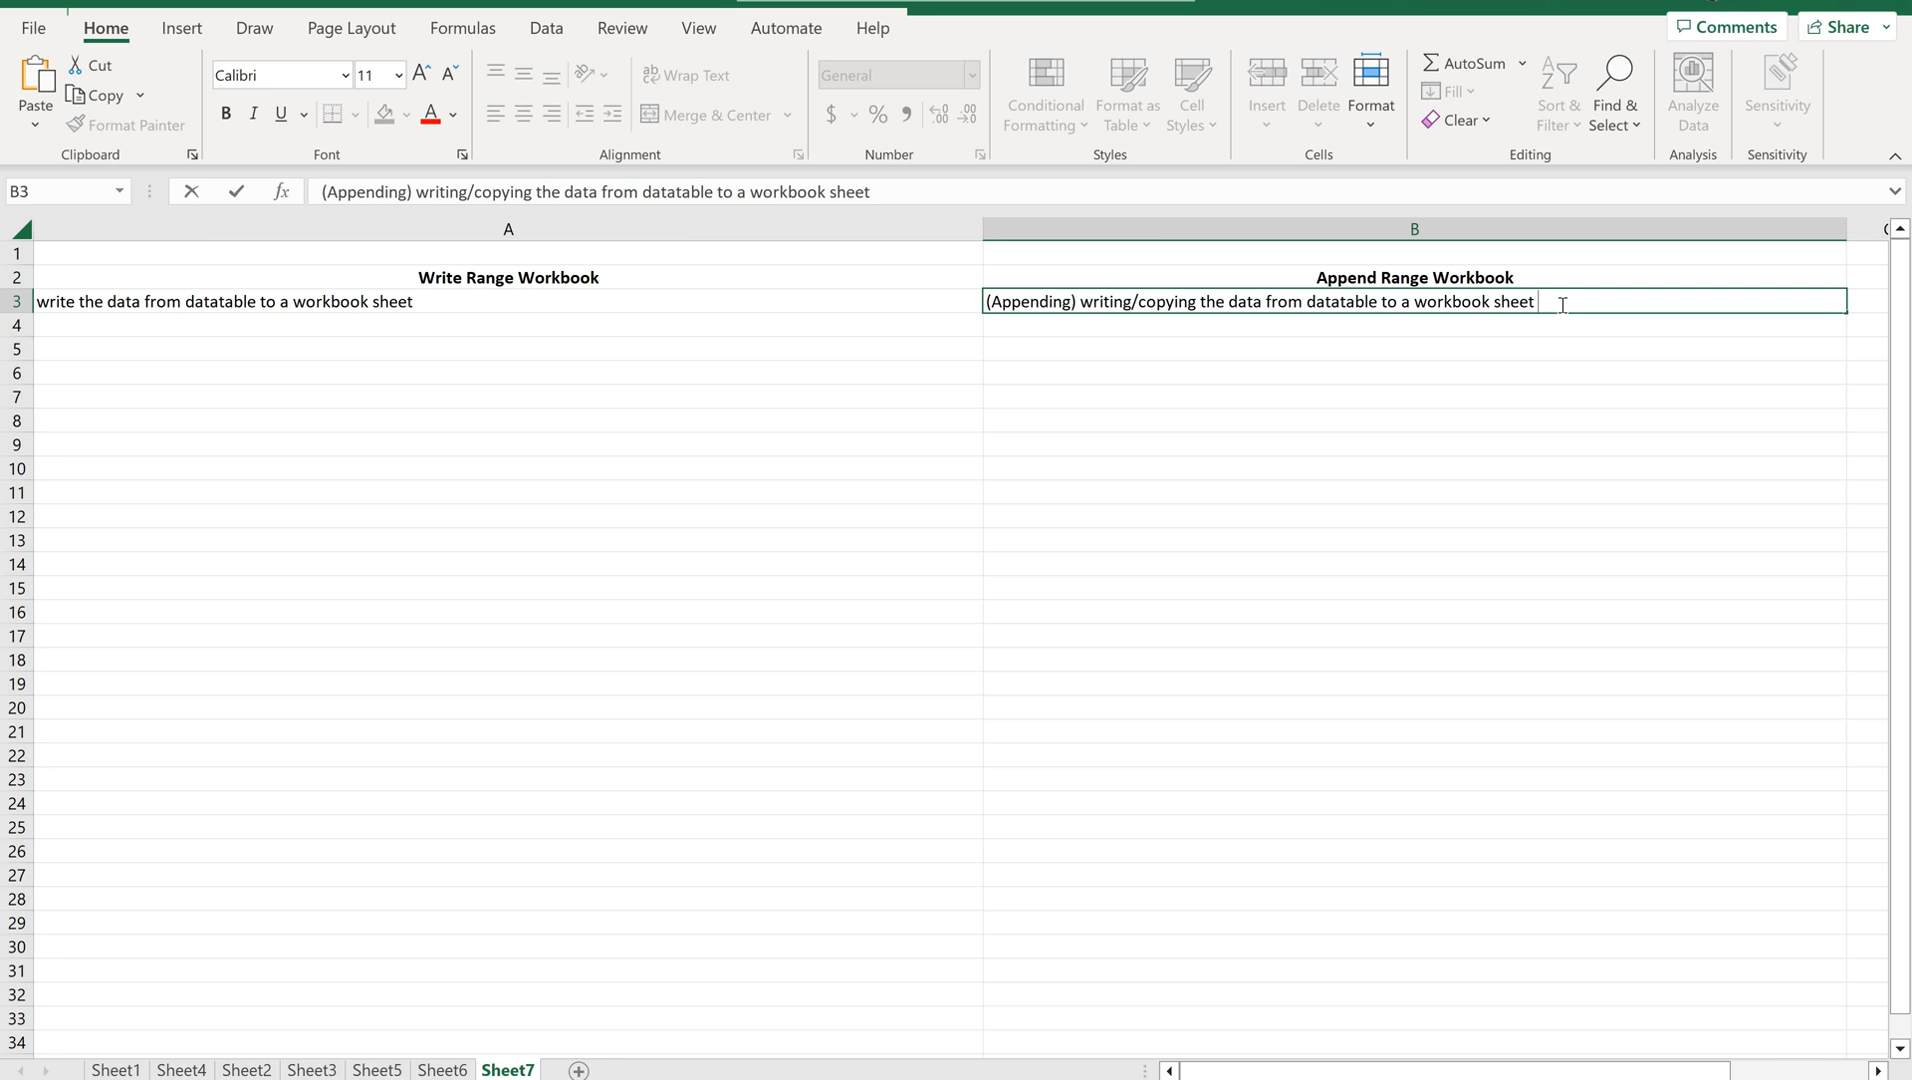 File Home Insert Draw Page Layout Formulas Data Review View Automate Help Comments Share
Paste Cut Copy Format Painter Clipboard
Calibri 11 A A B I U A Font
ab Wrap Text Merge & Center Alignment
General $ % , Number
Conditional Formatting Format as Table Cell Styles Styles
Insert Delete Format Cells
AutoSum Fill Clear Sort & Filter Find & Select Editing
Analyze Data Analysis
Sensitivity Sensitivity
B3 fx (Appending) writing/copying the data from datatable to a workbook sheet
A B
1
2 Write Range Workbook Append Range Workbook
3 write the data from datatable to a workbook sheet (Appending) writing/copying the data from datatable to a workbook sheet
4
5
6
7
8
9
10
11
12
13
14
15
16
17
18
19
20
21
22
23
24
25
26
27
28
29
30
31
32
33
34
Sheet1 Sheet4 Sheet2 Sheet3 Sheet5 Sheet6 Sheet7